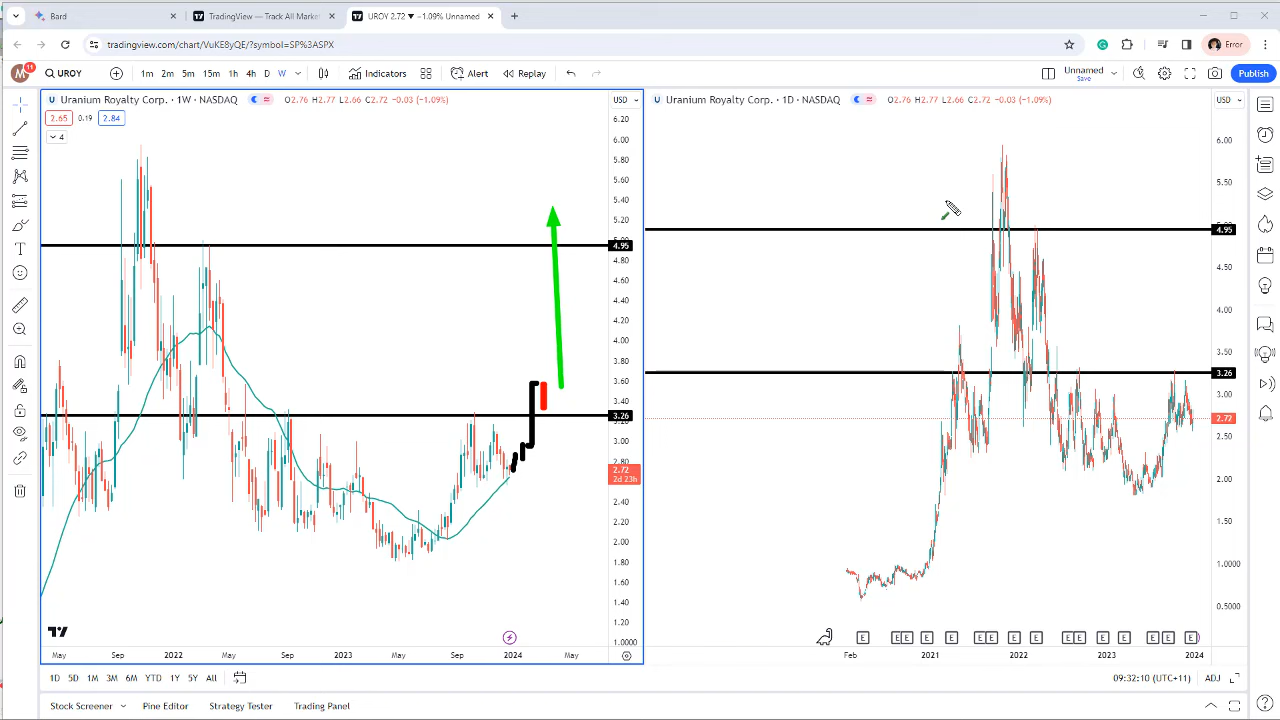 Bard
TradingView — Track All Marke
UROY 2.72 ▼ −1.09% Unnamed
tradingview.com/chart/VuKE8yQE/?symbol=SP%3ASPX
Error
M 11 UROY 1m 2m 5m 15m 1h 4h D W Indicators Alert Replay Unnamed Save Publish
U Uranium Royalty Corp. · 1W · NASDAQ O2.76 H2.77 L2.66 C2.72 −0.03 (−1.09%) USD
2.65 0.19 2.84
4
6.20
6.00
5.80
5.60
5.40
5.20
5.00
4.95
4.80
4.60
4.40
4.20
4.00
3.80
3.60
3.40
3.26
3.20
3.00
2.80
2.72
2d 23h
2.40
2.20
2.00
1.80
1.60
1.40
1.20
1.0000
May Sep 2022 May Sep 2023 May Sep 2024 May
U Uranium Royalty Corp. · 1D · NASDAQ O2.76 H2.77 L2.66 C2.72 −0.03 (−1.09%) USD
6.00
5.50
4.95
4.50
4.00
3.50
3.26
3.00
2.72
2.50
2.00
1.50
1.0000
0.5000
E E E E E E E E E E E E E E E E
Feb 2021 2022 2023 2024
1D 5D 1M 3M 6M YTD 1Y 5Y All 09:32:10 (UTC+11) ADJ
Stock Screener Pine Editor Strategy Tester Trading Panel